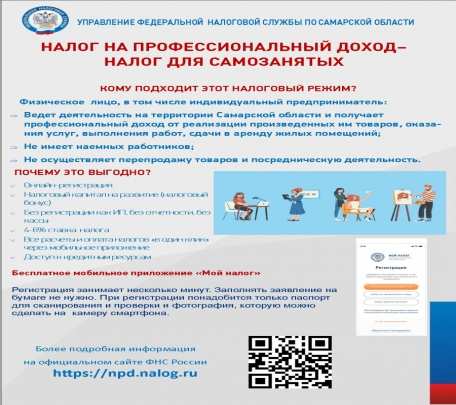 УПРАВЛЕНИЕ ФЕДЕРАЛЬНОЙ НАЛОГОВОЙ СЛУЖБЫ ПО САМАРСКОЙ ОБЛАСТИ
НАЛОГ НА ПРОФЕССИОНАЛЬНЫЙ ДОХОД–
НАЛОГ ДЛЯ САМОЗАНЯТЫХ
КОМУ ПОДХОДИТ ЭТОТ НАЛОГОВЫЙ РЕЖИМ?
Физическое лицо, в том числе индивидуальный предприниматель:
⇒ Ведет деятельность на территории Самарской области и получает
профессиональный доход от реализации произведенных им товаров, оказа-
ния услуг, выполнения работ, сдачи в аренду жилых помещений;
⇒ Не имеет наемных работников;
⇒ Не осуществляет перепродажу товаров и посредническую деятельность.
ПОЧЕМУ ЭТО ВЫГОДНО?
Онлайн-регистрация
Налоговый капитал на развитие (налоговый
бонус)
Без регистрации как ИП, без отчетности, без
кассы
4-6% ставка налога
Все расчеты и оплата налогов «в один клик»
через мобильное приложение
Доступ к кредитным ресурсам
МОЙ НАЛОГ
Регистрация
Бесплатное мобильное приложение «Мой налог»
Регистрация занимает несколько минут. Заполнять заявление на
бумаге не нужно. При регистрации понадобится только паспорт
для сканирования и проверки и фотография, которую можно
сделать на камеру смартфона.
Более подробная информация
на официальном сайте ФНС России
https://npd.nalog.ru